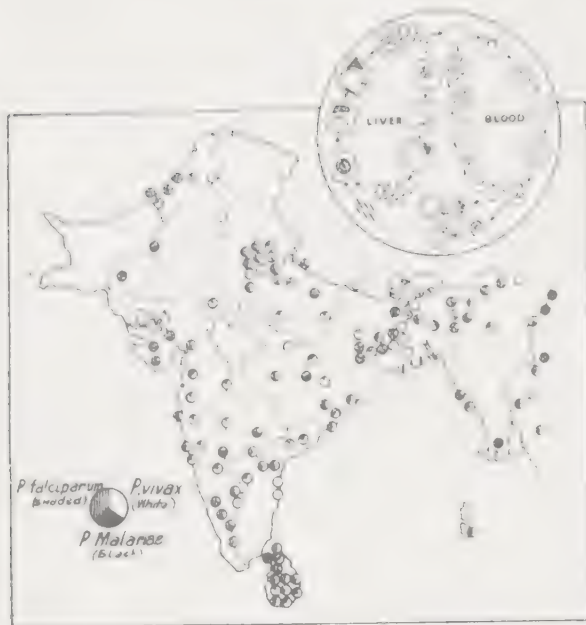 LIVER BLOOD
P falciparum P. vivax
(Shaded) (White)
P Malariae
(Black)